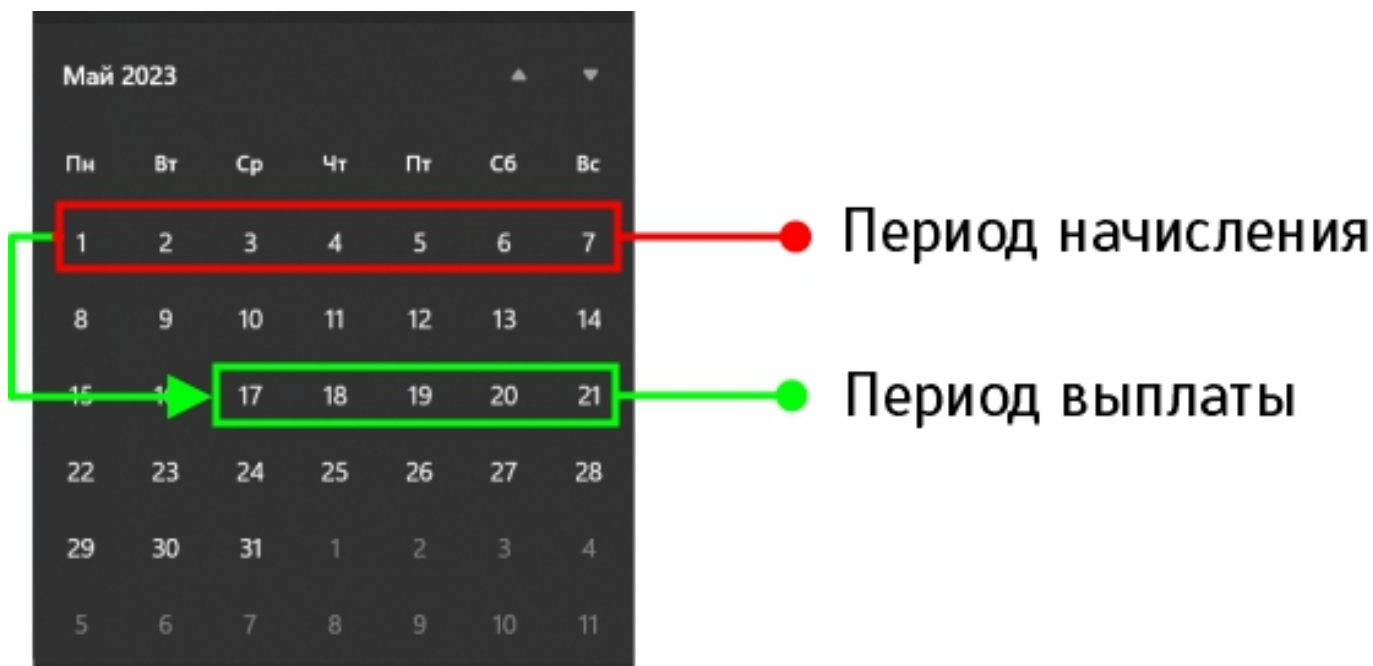 Май 2023
Пн Вт Ср Чт Пт Сб Вс
1 2 3 4 5 6 7 Период начисления
8 9 10 11 12 13 14
15 16 17 18 19 20 21 Период выплаты
22 23 24 25 26 27 28
29 30 31 1 2 3 4
5 6 7 8 9 10 11